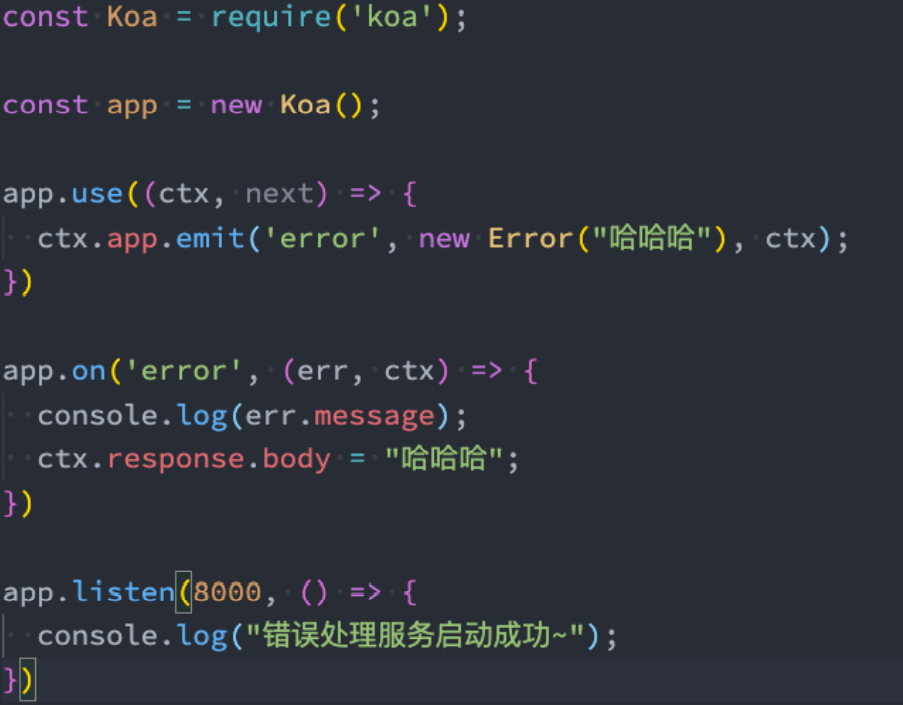 const Koa = require('koa');
const app = new Koa();
app.use((ctx, next) => {
  ctx.app.emit('error', new Error("哈哈哈"), ctx);
})
app.on('error', (err, ctx) => {
  console.log(err.message);
  ctx.response.body = "哈哈哈";
})
app.listen(8000, () => {
  console.log("错误处理服务启动成功~");
})